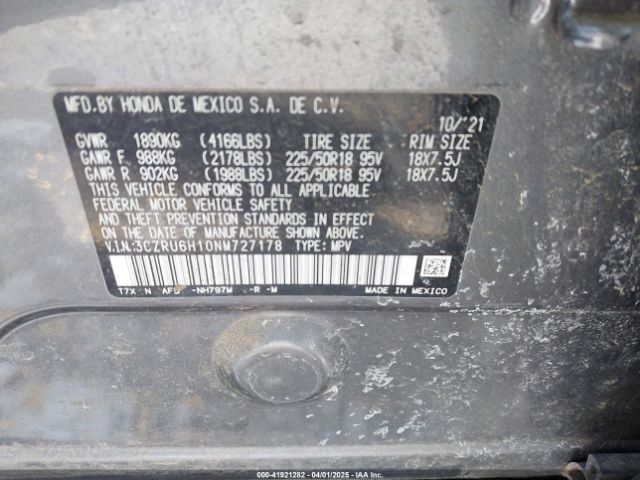 MFD.BY HONDA DE MEXICO S.A. DE C.V.
10/'21
GVWR 1890KG (4166LBS) TIRE SIZE RIM SIZE
GAWR F 988KG (2178LBS) 225/50R18 95V 18X7.5J
GAWR R 902KG (1988LBS) 225/50R18 95V 18X7.5J
THIS VEHICLE CONFORMS TO ALL APPLICABLE
FEDERAL MOTOR VEHICLE SAFETY
AND THEFT PREVENTION STANDARDS IN EFFECT ON
THE DATE OF MANUFACTURE SHOWN ABOVE.
V.I.N.:3CZRU6H10NM727178 TYPE: MPV
T7X N AFU -NH797M -R -M MADE IN MEXICO
000-41921282 04/01/2025 Copyright IAA, LLC.